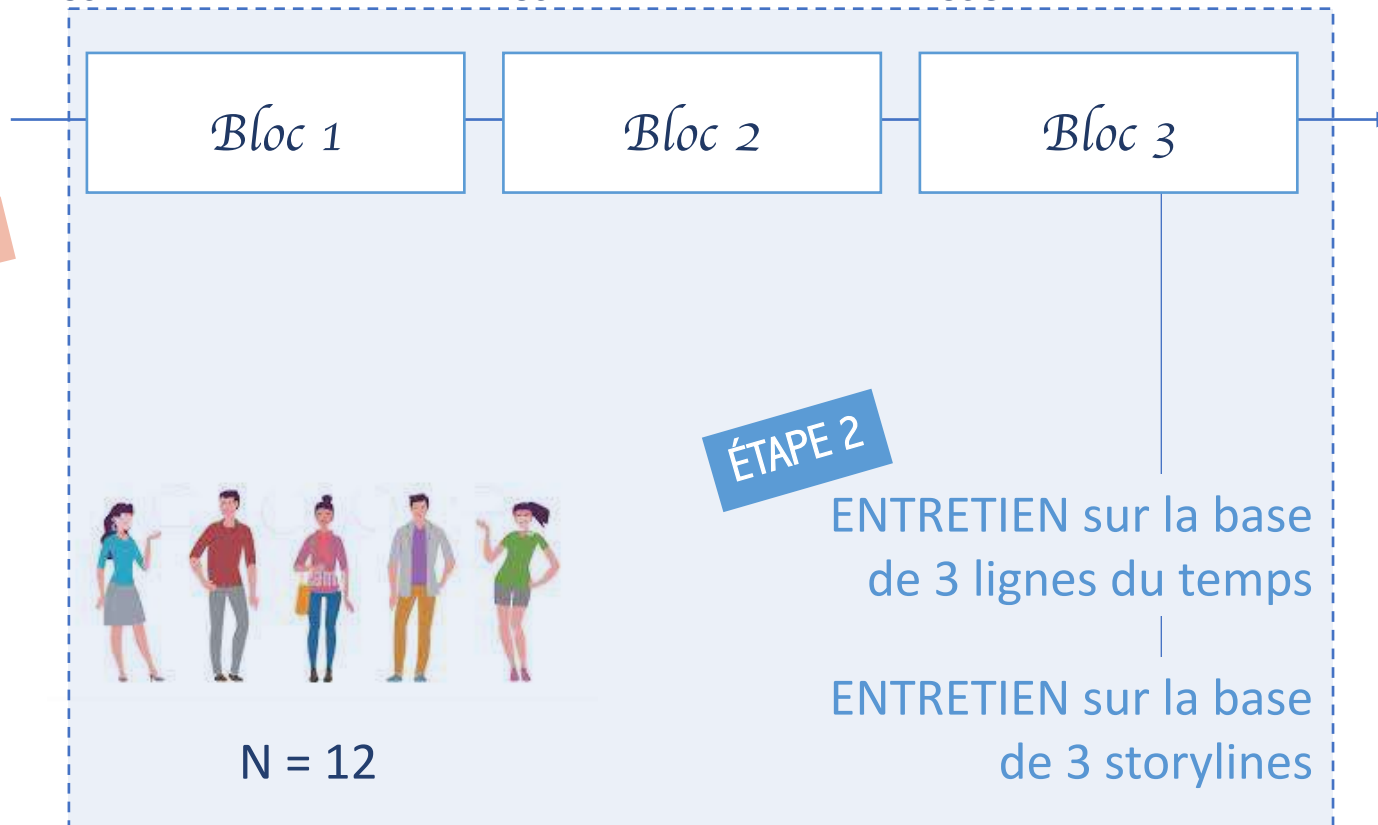 Bloc 1
Bloc 2
Bloc 3
ÉTAPE 2
ENTRETIEN sur la base
de 3 lignes du temps
ENTRETIEN sur la base
de 3 storylines
N = 12